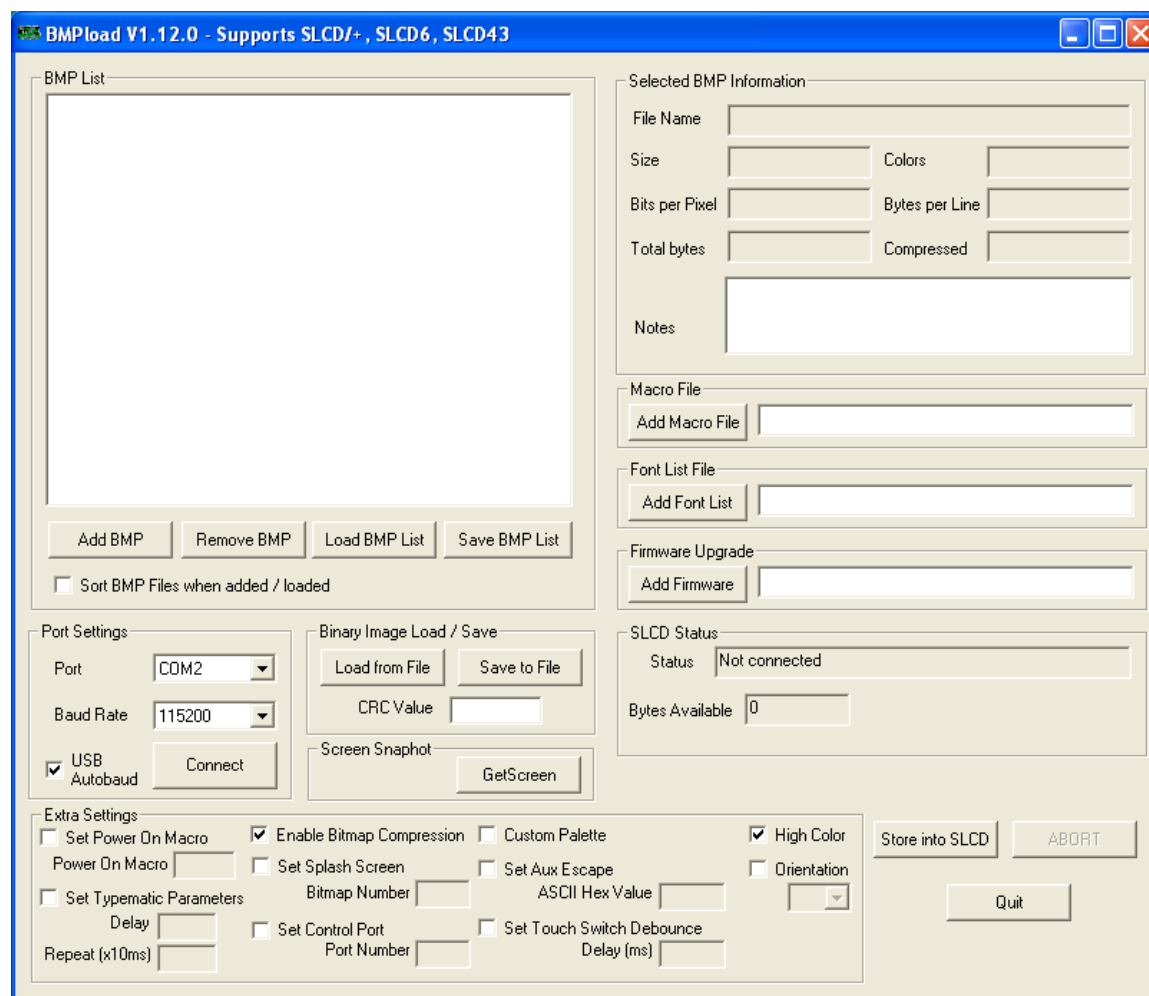 BMPload V1.12.0 - Supports SLCD/+, SLCD6, SLCD43
BMP List
Add BMP Remove BMP Load BMP List Save BMP List
Sort BMP Files when added / loaded
Selected BMP Information
File Name
Size Colors
Bits per Pixel Bytes per Line
Total bytes Compressed
Notes
Macro File
Add Macro File
Font List File
Add Font List
Firmware Upgrade
Add Firmware
Port Settings
Port COM2
Baud Rate 115200
USB
Autobaud
Connect
Binary Image Load / Save
Load from File Save to File
CRC Value
Screen Snaphot
GetScreen
SLCD Status
Status Not connected
Bytes Available 0
Extra Settings
Set Power On Macro
Power On Macro
Set Typematic Parameters
Delay
Repeat (x10ms)
Enable Bitmap Compression
Set Splash Screen
Bitmap Number
Set Control Port
Port Number
Custom Palette
Set Aux Escape
ASCII Hex Value
Set Touch Switch Debounce
Delay (ms)
High Color
Orientation
Store into SLCD ABORT
Quit